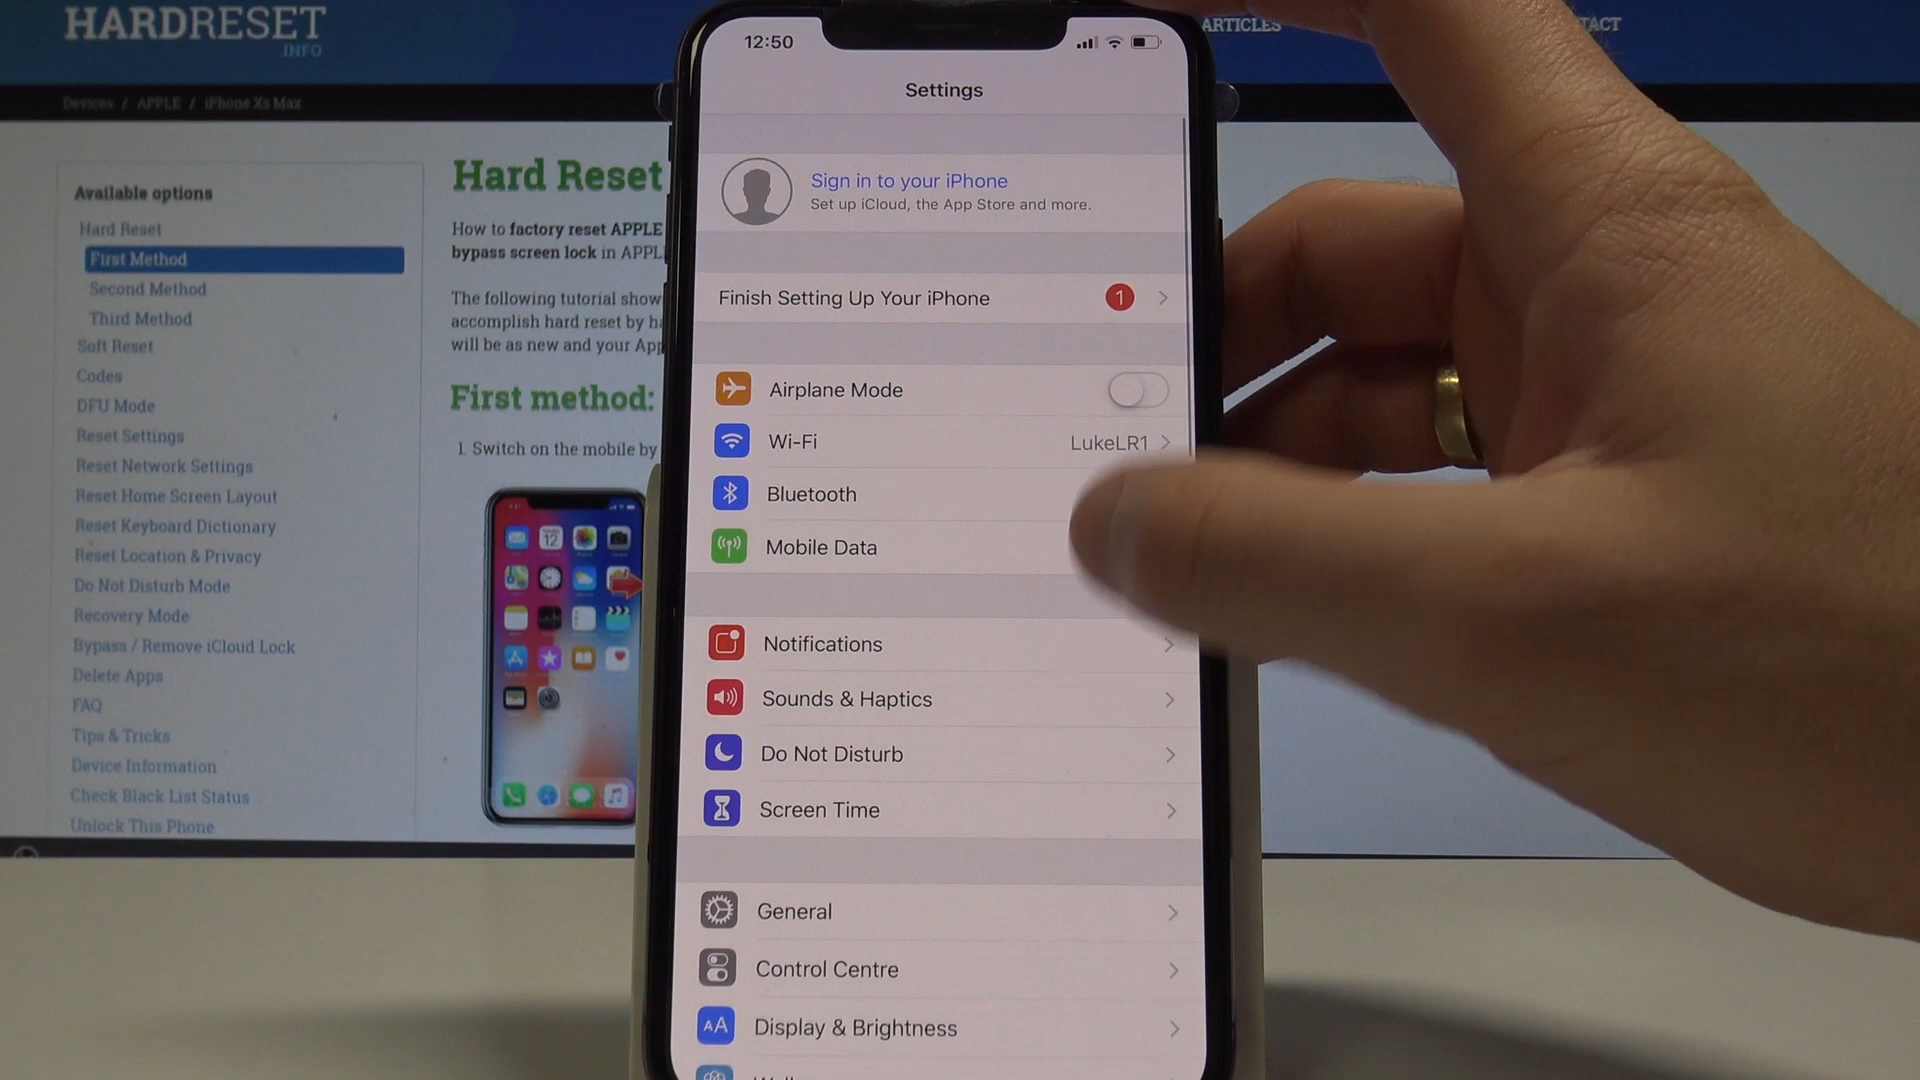 HARDRESET
.INFO
ARTICLES
Devices / APPLE / iPhone Xs Max
Available options
Hard Reset
First Method
Second Method
Third Method
Soft Reset
Codes
DFU Mode
Reset Settings
Reset Network Settings
Reset Home Screen Layout
Reset Keyboard Dictionary
Reset Location & Privacy
Do Not Disturb Mode
Recovery Mode
Bypass / Remove iCloud Lock
Delete Apps
FAQ
Tips & Tricks
Device Information
Check Black List Status
Unlock This Phone
Hard Reset
How to factory reset APPLE
bypass screen lock in APPL
The following tutorial show
accomplish hard reset by
will be as new and your App
First method:
1. Switch on the mobile by
12
12:50
Settings
Sign in to your iPhone
Set up iCloud, the App Store and more.
Finish Setting Up Your iPhone 1
Airplane Mode
Wi-Fi LukeLR1
Bluetooth
Mobile Data
Notifications
Sounds & Haptics
Do Not Disturb
Screen Time
General
Control Centre
AA Display & Brightness